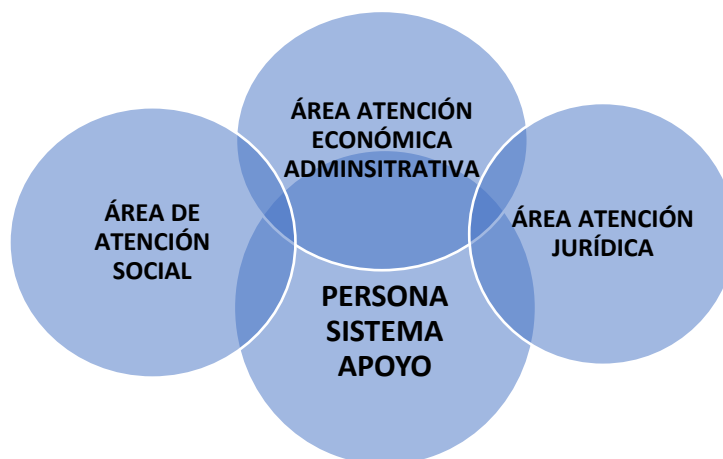 ÁREA ATENCIÓN
ECONÓMICA
ADMINSITRATIVA
ÁREA DE
ATENCIÓN
SOCIAL
ÁREA ATENCIÓN
JURÍDICA
PERSONA
SISTEMA
APOYO